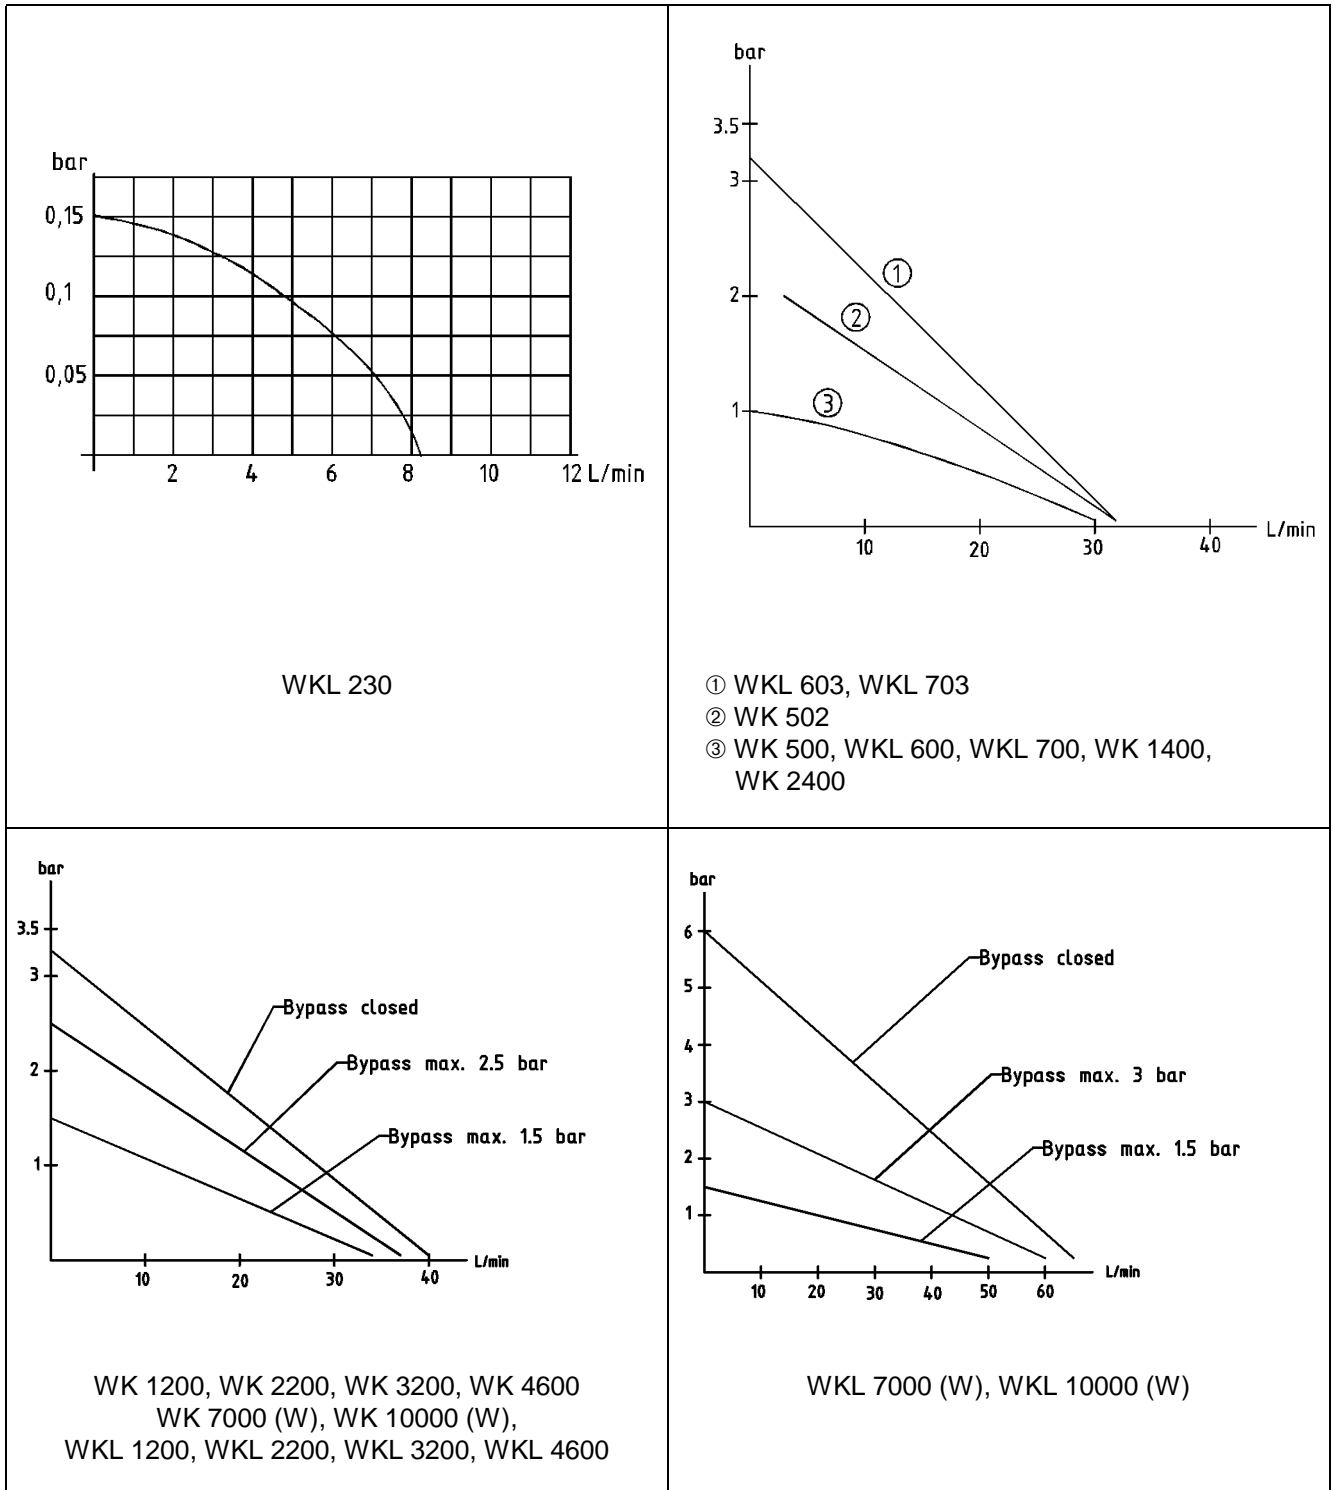 bar
0,15
0,1
0,05
2 4 6 8 10 12 L/min
WKL 230
bar
3.5
3
2
1
① ② ③
10 20 30 40 L/min
① WKL 603, WKL 703
② WK 502
③ WK 500, WKL 600, WKL 700, WK 1400,
WK 2400
bar
3.5
3
2
1
Bypass closed
Bypass max. 2.5 bar
Bypass max. 1.5 bar
10 20 30 40 L/min
WK 1200, WK 2200, WK 3200, WK 4600
WK 7000 (W), WK 10000 (W),
WKL 1200, WKL 2200, WKL 3200, WKL 4600
bar
6
5
4
3
2
1
Bypass closed
Bypass max. 3 bar
Bypass max. 1.5 bar
10 20 30 40 50 60 L/min
WKL 7000 (W), WKL 10000 (W)